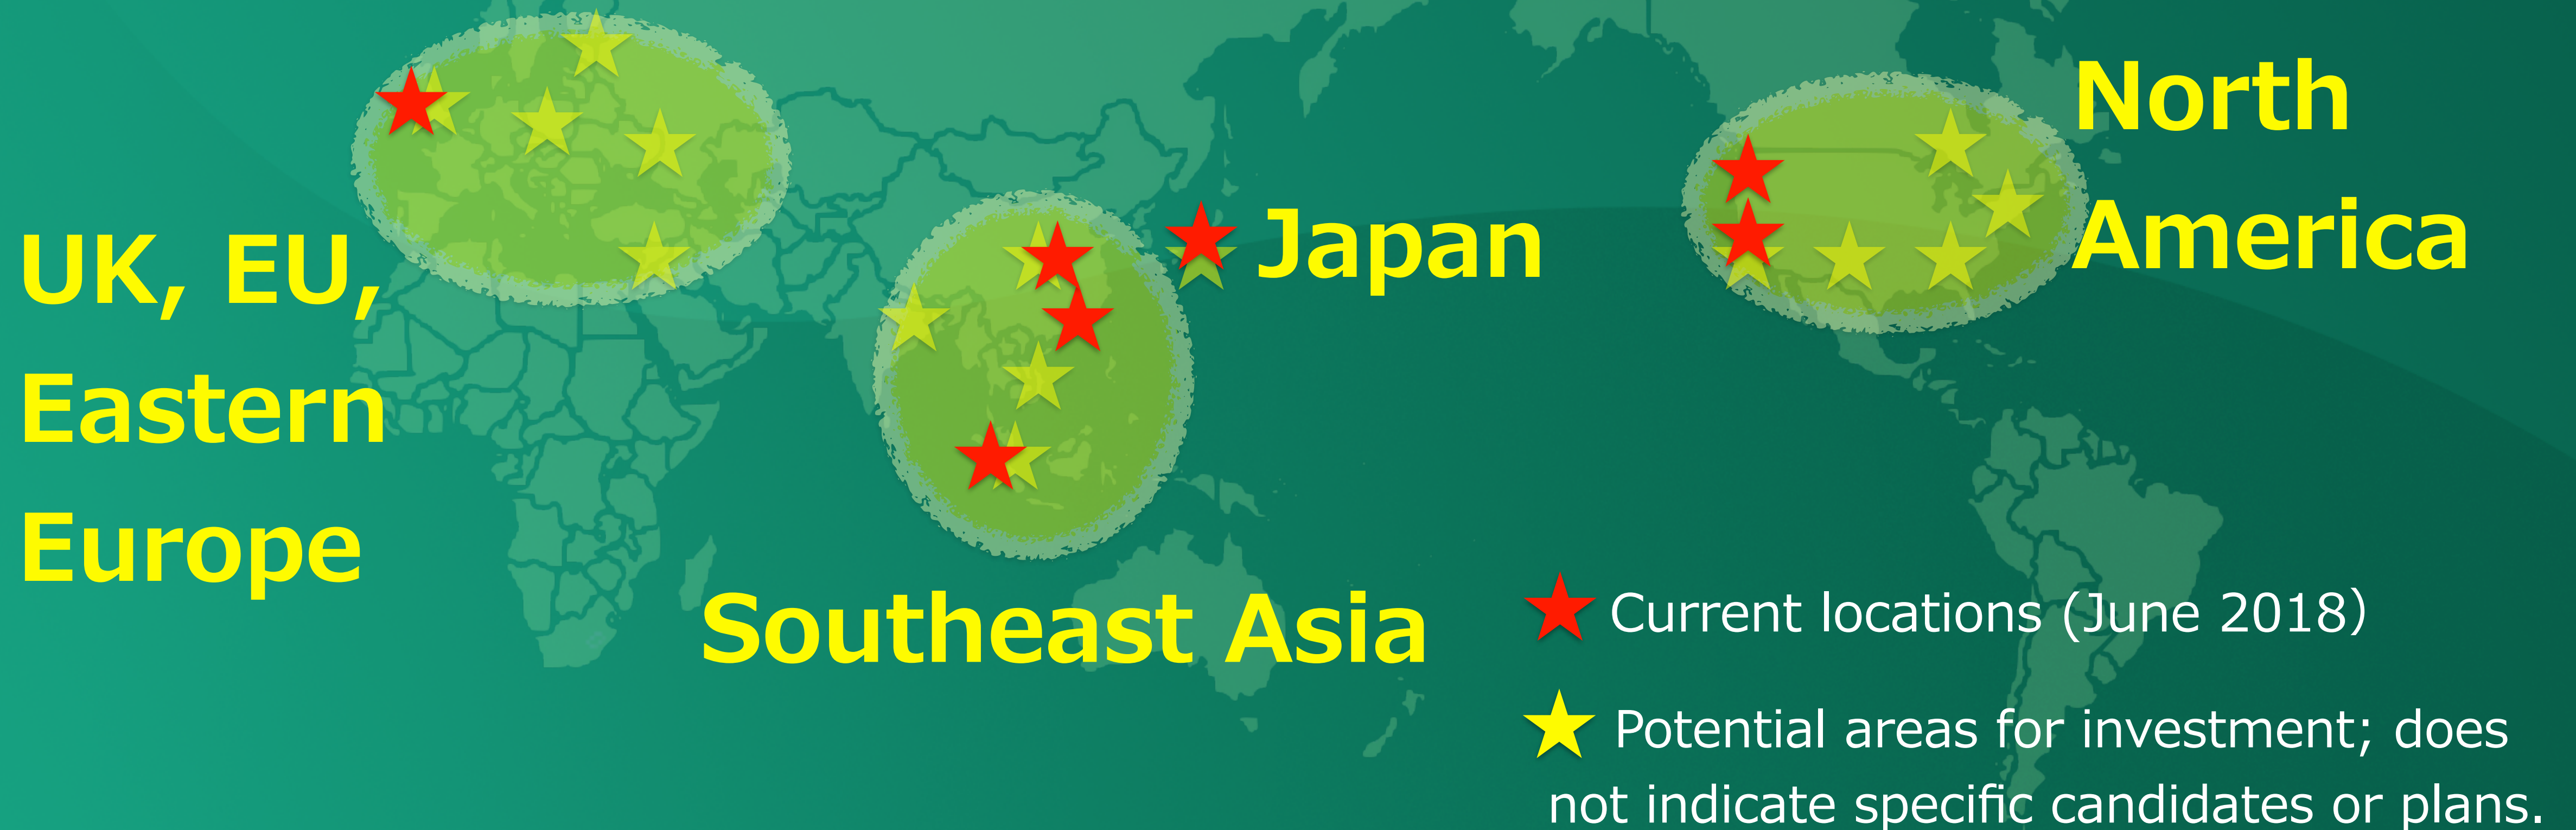 UK, EU,
Eastern
Europe
Southeast Asia
Japan
North
America
Current locations (June 2018）
Potential areas for investment; does
not indicate specific candidates or plans.